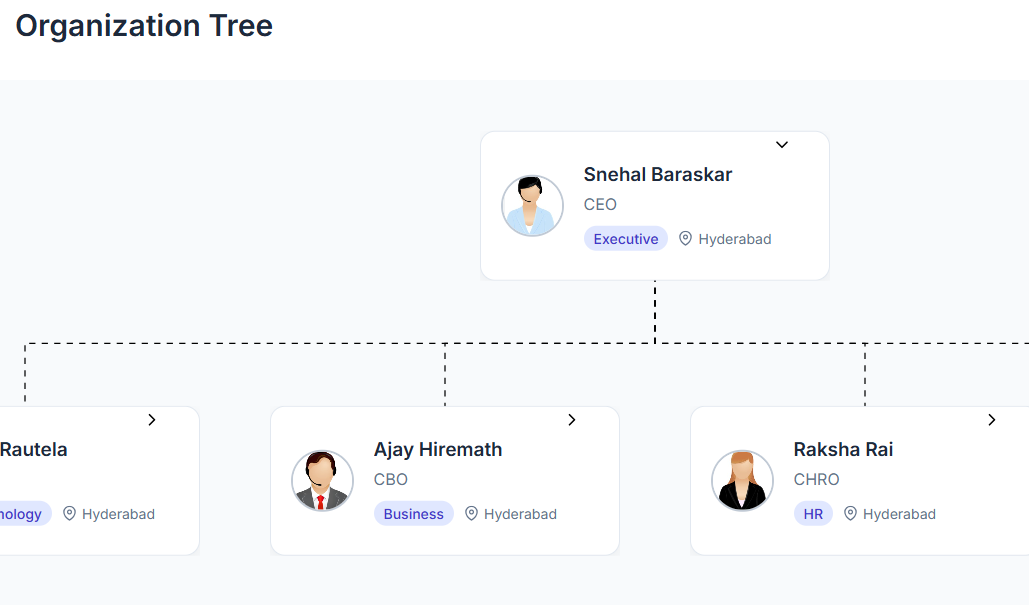 Organization Tree
Snehal Baraskar
CEO
Executive Hyderabad
Rautela Ajay Hiremath Raksha Rai
CBO CHRO
nology Hyderabad Business Hyderabad HR Hyderabad